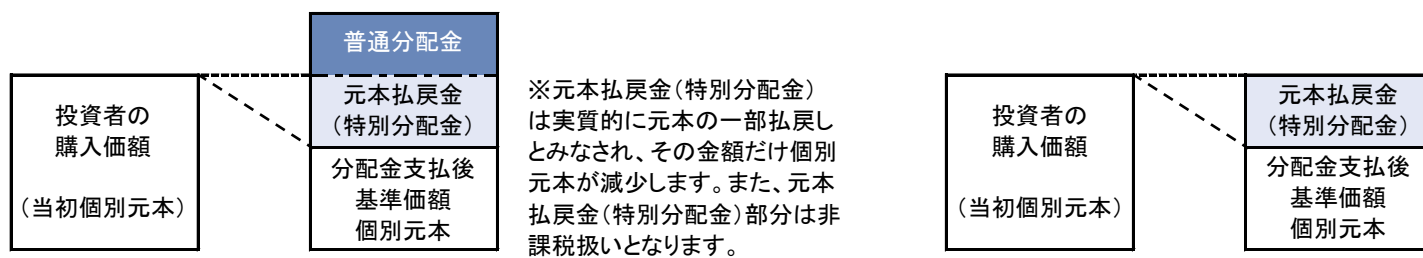 普通分配金
投資者の
購入価額
(当初個別元本)
元本払戻金
(特別分配金)
分配金支払後
基準価額
個別元本
※元本払戻金(特別分配金)
は実質的に元本の一部払戻し
とみなされ、その金額だけ個別
元本が減少します。また、元本
払戻金(特別分配金)部分は非
課税扱いとなります。
投資者の
購入価額
(当初個別元本)
元本払戻金
(特別分配金)
分配金支払後
基準価額
個別元本